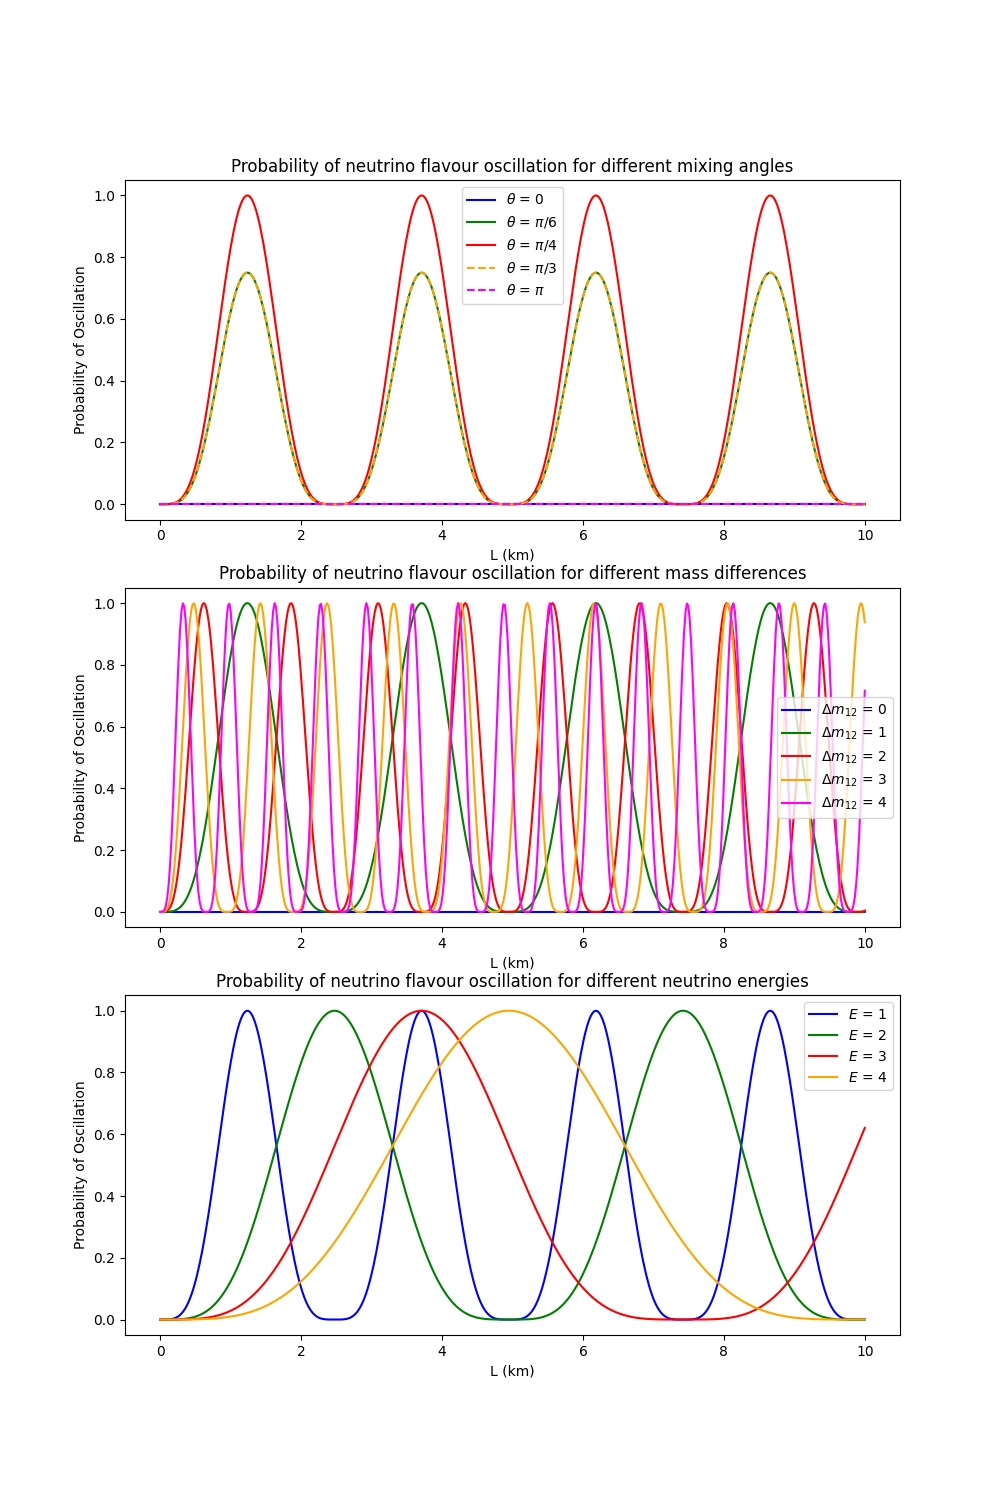 Probability of neutrino flavour oscillation for different mixing angles
1.0
0.8
0.6
0.4
0.2
0.0
Probability of Oscillation
θ = 0
θ = π/6
θ = π/4
θ = π/3
θ = π
0 2 4 6 8 10
L (km)
Probability of neutrino flavour oscillation for different mass differences
1.0
0.8
0.6
0.4
0.2
0.0
Probability of Oscillation
Δm₁₂ = 0
Δm₁₂ = 1
Δm₁₂ = 2
Δm₁₂ = 3
Δm₁₂ = 4
0 2 4 6 8 10
L (km)
Probability of neutrino flavour oscillation for different neutrino energies
1.0
0.8
0.6
0.4
0.2
0.0
Probability of Oscillation
E = 1
E = 2
E = 3
E = 4
0 2 4 6 8 10
L (km)